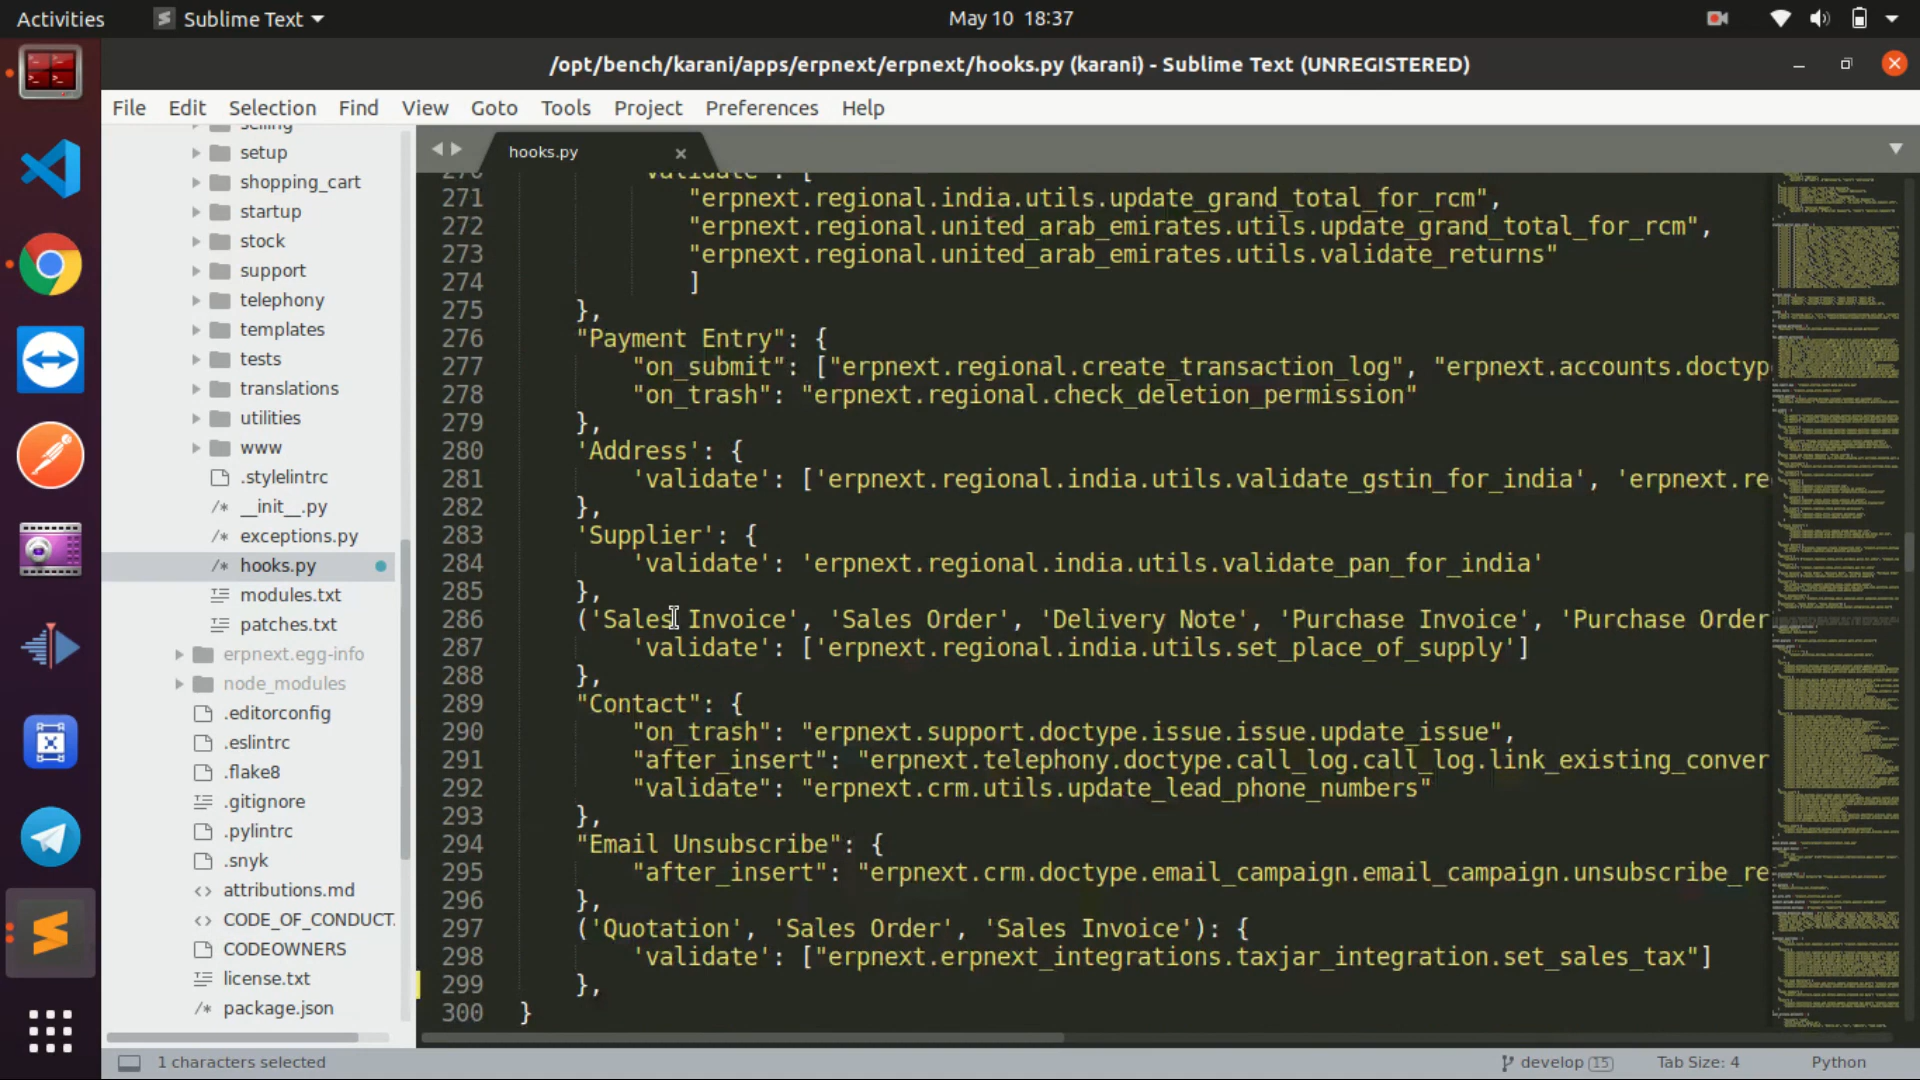 Activities
Sublime Text
May 10 18:37
/opt/bench/karani/apps/erpnext/erpnext/hooks.py (karani) - Sublime Text (UNREGISTERED)
File Edit Selection Find View Goto Tools Project Preferences Help
selling
setup
shopping_cart
startup
stock
support
telephony
templates
tests
translations
utilities
www
.stylelintrc
__init__.py
exceptions.py
hooks.py
modules.txt
patches.txt
erpnext.egg-info
node_modules
.editorconfig
.eslintrc
.flake8
.gitignore
.pylintrc
.snyk
attributions.md
CODE_OF_CONDUCT.
CODEOWNERS
license.txt
package.json
hooks.py
270 "validate": [
271 "erpnext.regional.india.utils.update_grand_total_for_rcm",
272 "erpnext.regional.united_arab_emirates.utils.update_grand_total_for_rcm",
273 "erpnext.regional.united_arab_emirates.utils.validate_returns"
274 ]
275 },
276 "Payment Entry": {
277 "on_submit": ["erpnext.regional.create_transaction_log", "erpnext.accounts.doctyp
278 "on_trash": "erpnext.regional.check_deletion_permission"
279 },
280 'Address': {
281 'validate': ['erpnext.regional.india.utils.validate_gstin_for_india', 'erpnext.re
282 },
283 'Supplier': {
284 'validate': 'erpnext.regional.india.utils.validate_pan_for_india'
285 },
286 ('Sales Invoice', 'Sales Order', 'Delivery Note', 'Purchase Invoice', 'Purchase Order
287 'validate': ['erpnext.regional.india.utils.set_place_of_supply']
288 },
289 "Contact": {
290 "on_trash": "erpnext.support.doctype.issue.issue.update_issue",
291 "after_insert": "erpnext.telephony.doctype.call_log.call_log.link_existing_conver
292 "validate": "erpnext.crm.utils.update_lead_phone_numbers"
293 },
294 "Email Unsubscribe": {
295 "after_insert": "erpnext.crm.doctype.email_campaign.email_campaign.unsubscribe_re
296 },
297 ('Quotation', 'Sales Order', 'Sales Invoice'): {
298 'validate': ["erpnext.erpnext_integrations.taxjar_integration.set_sales_tax"]
299 },
300 }
1 characters selected
develop 15
Tab Size: 4
Python